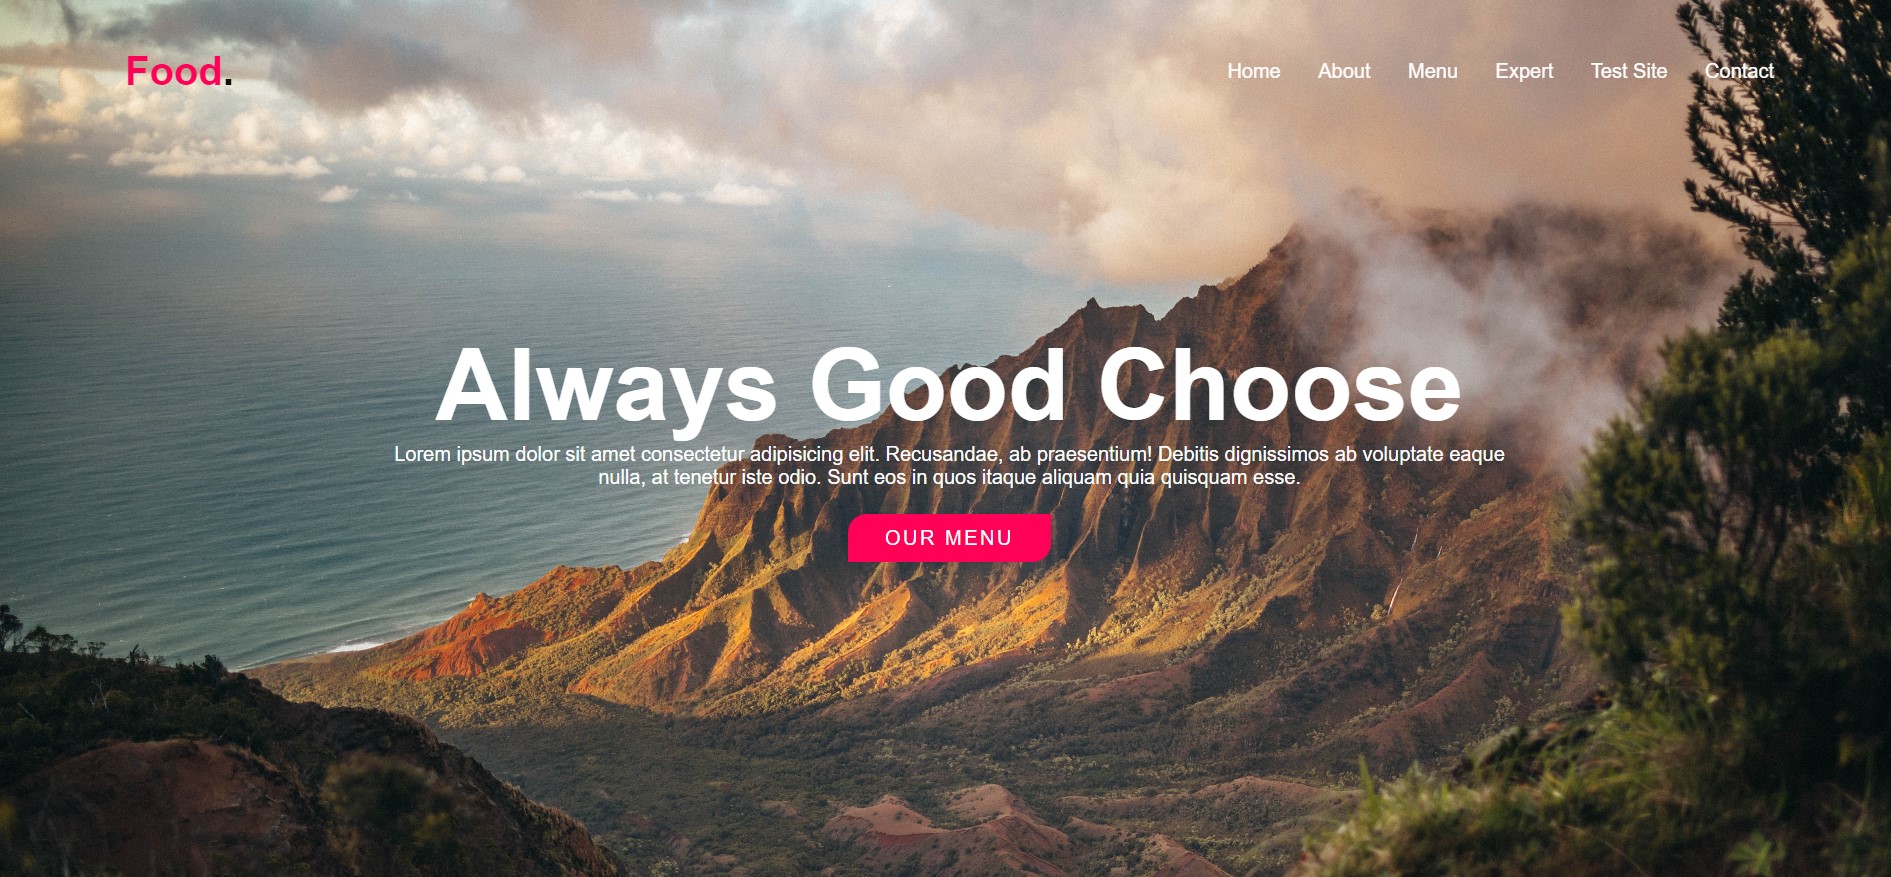 Food.
Home About Menu Expert Test Site Contact
Always Good Choose
Lorem ipsum dolor sit amet consectetur adipisicing elit. Recusandae, ab praesentium! Debitis dignissimos ab voluptate eaque
nulla, at tenetur iste odio. Sunt eos in quos itaque aliquam quia quisquam esse.
OUR MENU